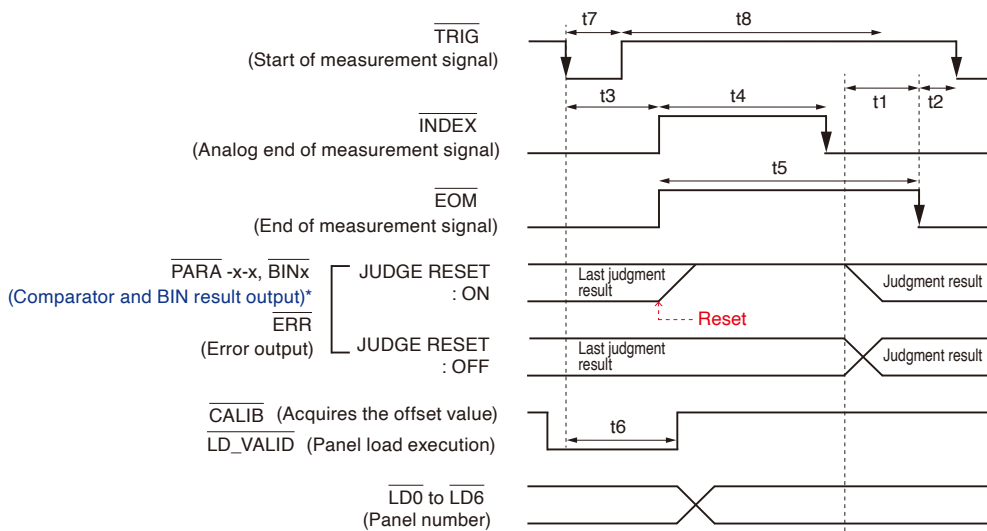 t7
t8
TRIG
(Start of measurement signal)
t3
t4
t1
t2
INDEX
(Analog end of measurement signal)
t5
EOM
(End of measurement signal)
PARA -x-x, BINx
(Comparator and BIN result output)*
ERR
(Error output)
JUDGE RESET
: ON
Last judgment
result
Judgment result
Reset
JUDGE RESET
: OFF
Last judgment
result
Judgment result
CALIB (Acquires the offset value)
LD_VALID (Panel load execution)
t6
LD0 to LD6
(Panel number)